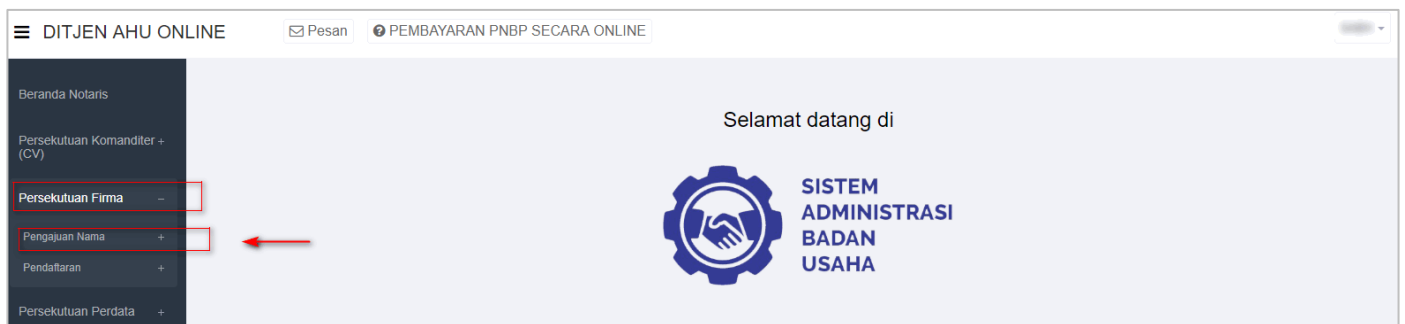 DITJEN AHU ONLINE
Pesan
PEMBAYARAN PNBP SECARA ONLINE
Beranda Notaris
Persekutuan Komanditer +
(CV)
Persekutuan Firma –
Pengajuan Nama +
Pendaftaran +
Persekutuan Perdata +
Selamat datang di
SISTEM
ADMINISTRASI
BADAN
USAHA